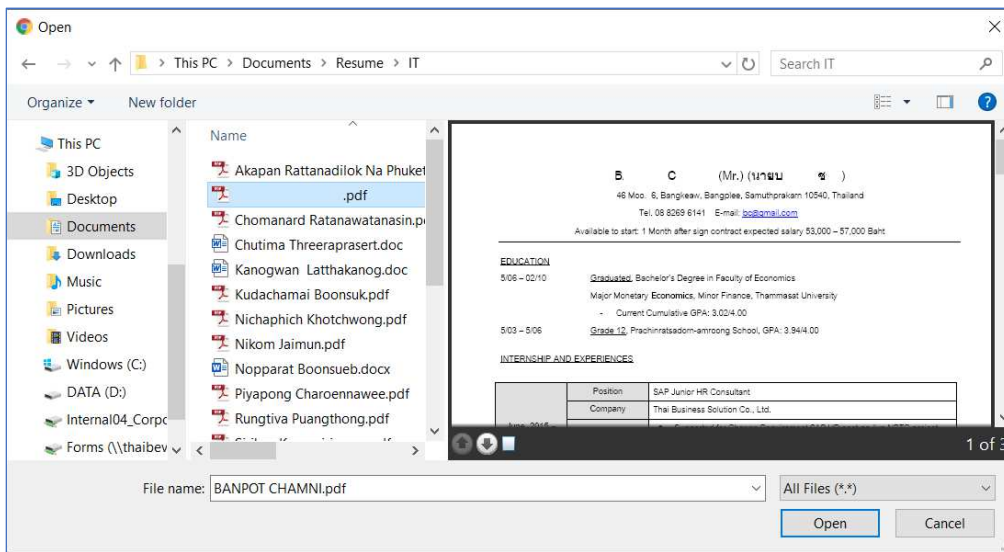 Open
This PC > Documents > Resume > IT
Search IT
Organize
New folder
This PC
3D Objects
Desktop
Documents
Downloads
Music
Pictures
Videos
Windows (C:)
DATA (D:)
Internal04_Corpc
Forms (\\thaibev
Name
Akapan Rattanadilok Na Phuket
.pdf
Chomanard Ratanawatanasin.p
Chutima Threeraprasert.doc
Kanogwan Latthakanog.doc
Kudachamai Boonsuk.pdf
Nichaphich Khotchwong.pdf
Nikom Jaimun.pdf
Nopparat Boonsueb.docx
Piyapong Charoennawee.pdf
Rungtiva Puangthong.pdf
B. C (Mr.) (นายบ ช )
46 Moo. 6, Bangkeaw, Bangplee, Samuthprakarn 10540, Thailand
Tel. 08 8269 6141 E-mail: bc@gmail.com
Available to start: 1 Month after sign contract expected salary 53,000 – 57,000 Baht
EDUCATION
5/06 – 02/10 Graduated, Bachelor's Degree in Faculty of Economics
Major Monetary Economics, Minor Finance, Thammasat University
- Current Cumulative GPA: 3.02/4.00
5/03 – 5/06 Grade 12, Prachinratsadorn-amroong School, GPA: 3.94/4.00
INTERNSHIP AND EXPERIENCES
Position SAP Junior HR Consultant
Company Thai Business Solution Co., Ltd.
1 of 3
File name: BANPOT CHAMNI.pdf
All Files (*.*)
Open
Cancel